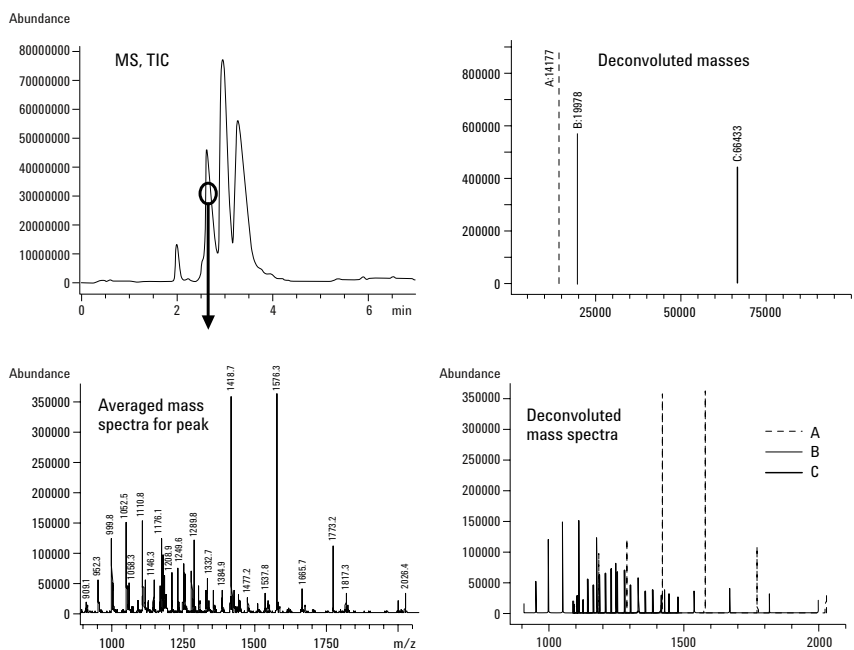 Abundance
MS, TIC
80000000
70000000
60000000
50000000
40000000
30000000
20000000
10000000
0
0 2 4 6 min
Deconvoluted masses
800000
600000
400000
200000
0
A:14177
B:19978
C:66433
25000 50000 75000
Abundance
Averaged mass
spectra for peak
350000
300000
250000
200000
150000
100000
50000
0
909.1
952.3
999.8
1052.5
1058.3
1110.8
1146.3
1176.1
1208.9
1249.6
1289.8
1332.7
1384.9
1418.7
1477.2
1537.8
1576.3
1665.7
1773.2
1817.3
2026.4
1000 1250 1500 1750 m/z
Abundance
Deconvoluted
mass spectra
350000
300000
250000
200000
150000
100000
50000
0
A
B
C
1000 1500 2000